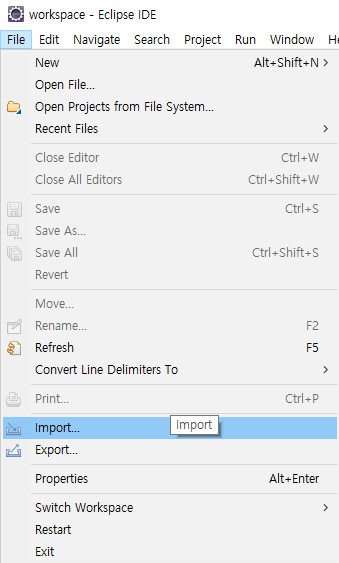 workspace - Eclipse IDE
File Edit Navigate Search Project Run Window He
New Alt+Shift+N
Open File...
Open Projects from File System...
Recent Files
Close Editor Ctrl+W
Close All Editors Ctrl+Shift+W
Save Ctrl+S
Save As...
Save All Ctrl+Shift+S
Revert
Move...
Rename... F2
Refresh F5
Convert Line Delimiters To
Print... Ctrl+P
Import... Import
Export...
Properties Alt+Enter
Switch Workspace
Restart
Exit